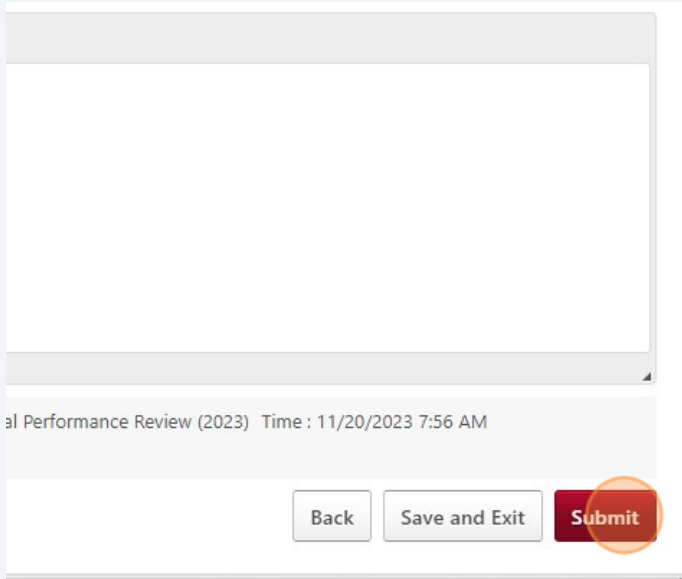 al Performance Review (2023) Time : 11/20/2023 7:56 AM
Back Save and Exit Submit